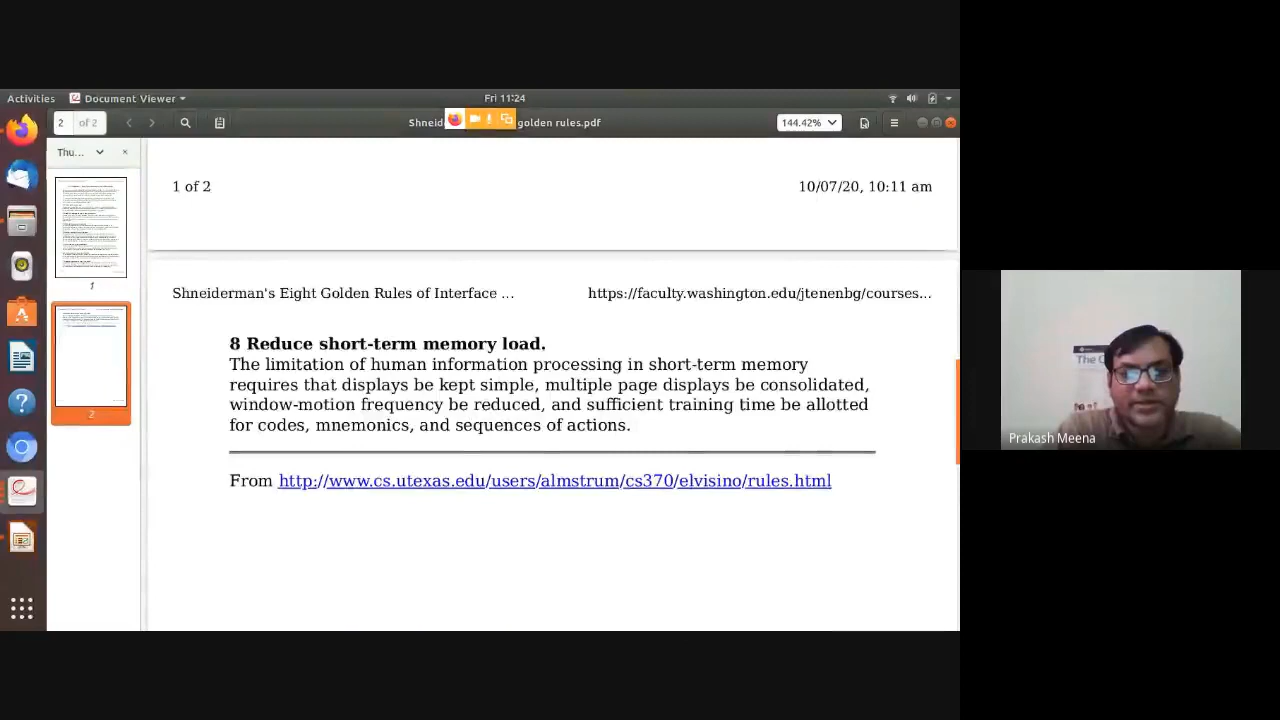 Activities
Document Viewer
Fri 11:24
2
of 2
golden rules.pdf
144.42%
Thu...
1 of 2
10/07/20, 10:11 am
1
2
Shneiderman's Eight Golden Rules of Interface ...
https://faculty.washington.edu/jtenenbg/courses...
8 Reduce short-term memory load.
The limitation of human information processing in short-term memory
requires that displays be kept simple, multiple page displays be consolidated,
window-motion frequency be reduced, and sufficient training time be allotted
for codes, mnemonics, and sequences of actions.
From http://www.cs.utexas.edu/users/almstrum/cs370/elvisino/rules.html
Prakash Meena